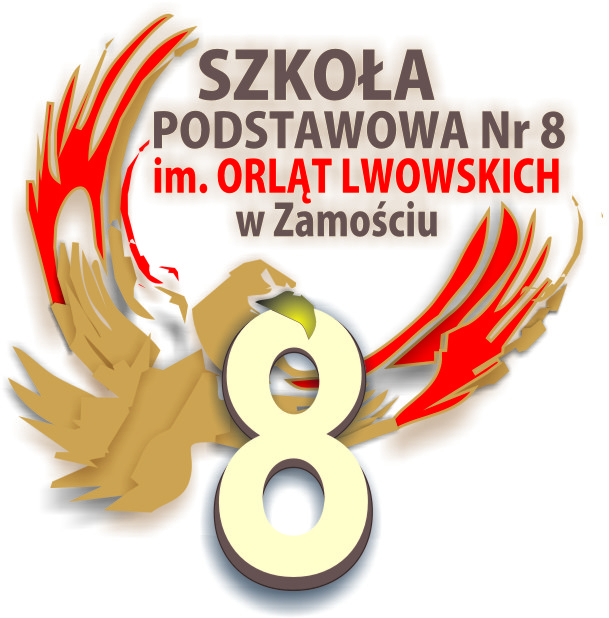 SZKOŁA
PODSTAWOWA Nr 8
im. ORLĄT LWOWSKICH
w Zamościu
8